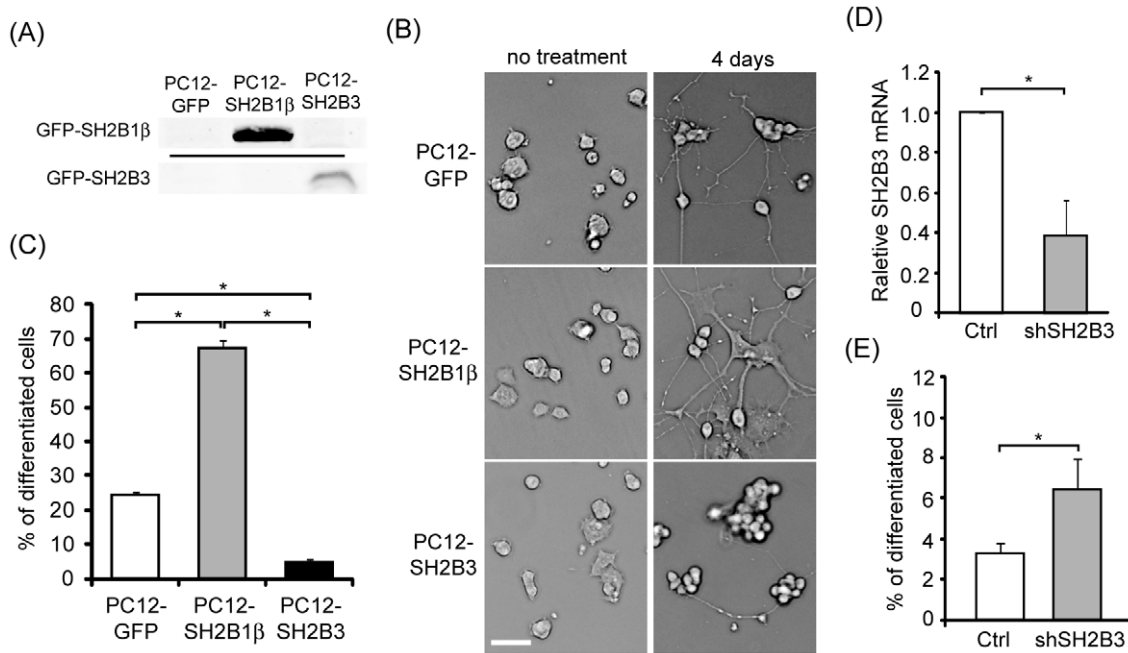 (A)
PC12-
GFP
PC12-
SH2B1β
PC12-
SH2B3
GFP-SH2B1β
GFP-SH2B3
(B)
no treatment
4 days
PC12-
GFP
PC12-
SH2B1β
PC12-
SH2B3
(C)
% of differentiated cells
80
70
60
50
40
30
20
10
0
*
*
*
PC12-
GFP
PC12-
SH2B1β
PC12-
SH2B3
(D)
Raletive SH2B3 mRNA
1.2
1.0
0.8
0.6
0.4
0.2
0
*
Ctrl
shSH2B3
(E)
% of differentiated cells
12
10
8
6
4
2
0
*
Ctrl
shSH2B3